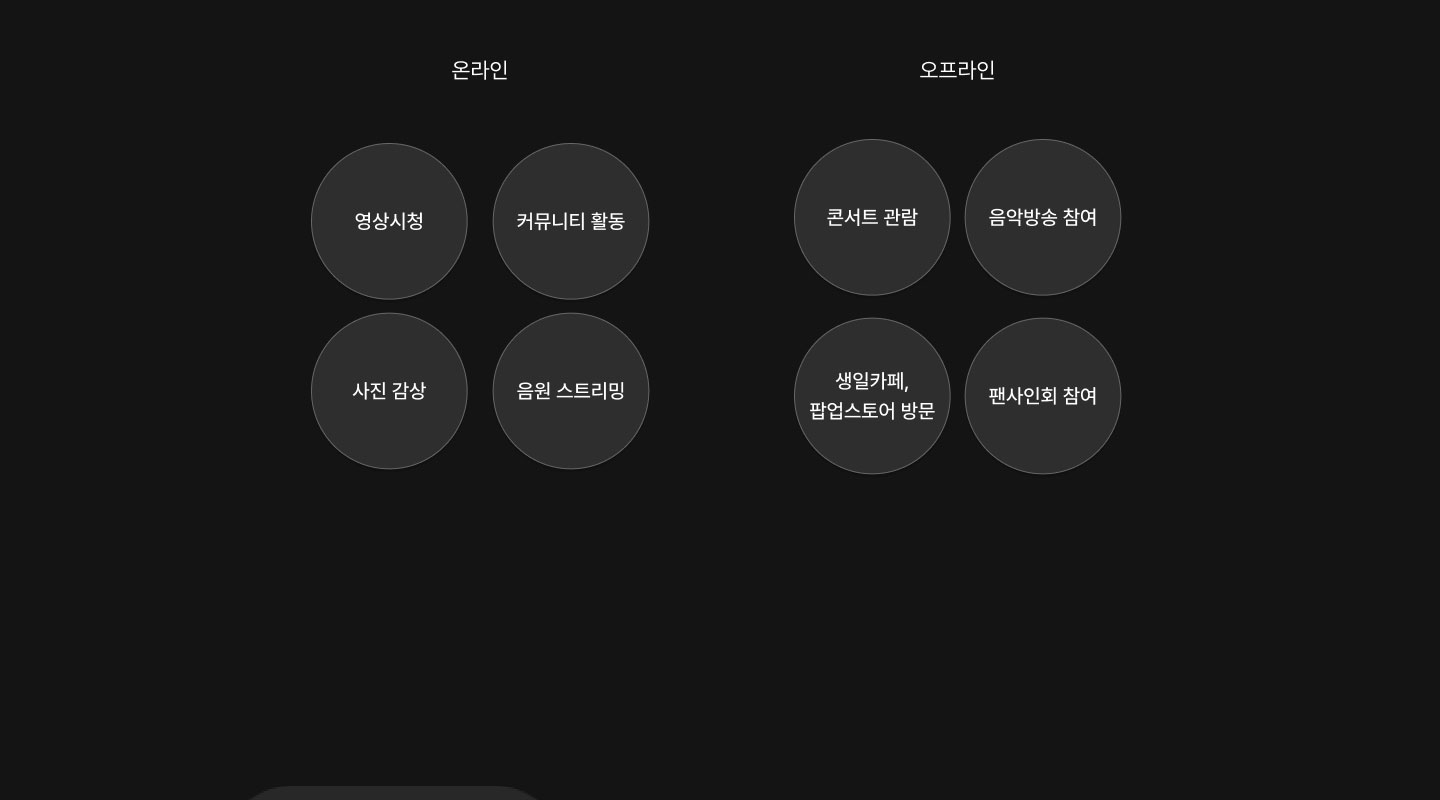 온라인
오프라인
영상시청
커뮤니티 활동
콘서트 관람
음악방송 참여
사진 감상
음원 스트리밍
생일카페,
팝업스토어 방문
팬사인회 참여